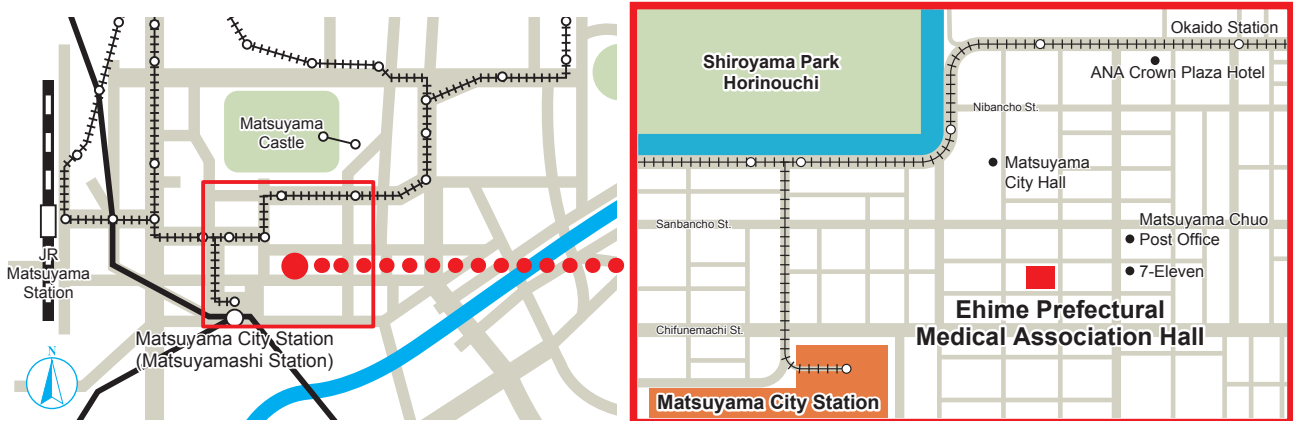 Matsuyama
Castle
JR
Matsuyama
Station
Matsuyama City Station
(Matsuyamashi Station)
N
Okaido Station
Shiroyama Park
Horinouchi
ANA Crown Plaza Hotel
Nibancho St.
Matsuyama
City Hall
Sanbancho St.
Matsuyama Chuo
Post Office
7-Eleven
Ehime Prefectural
Medical Association Hall
Chifunemachi St.
Matsuyama City Station